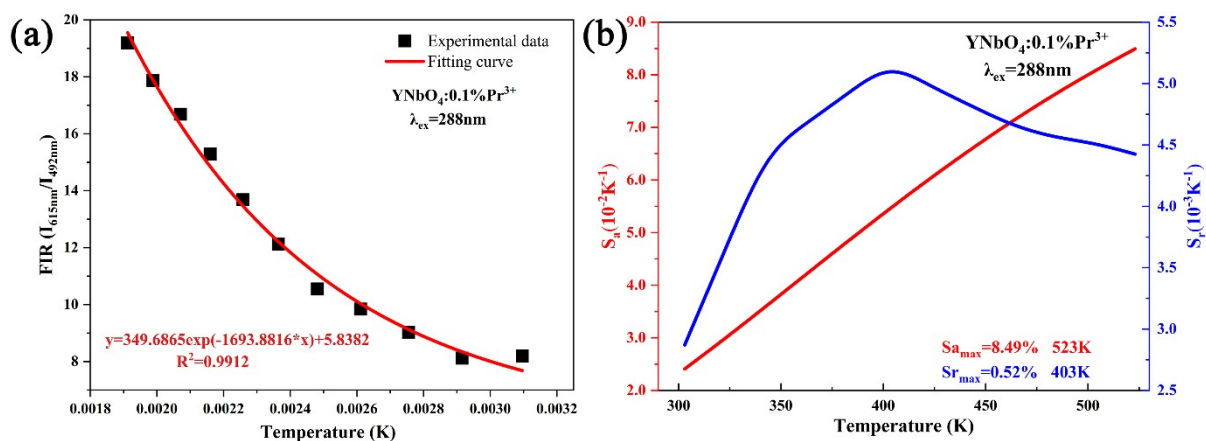 (a)
20
18
16
14
12
10
8
FIR (I615nm/I492nm)
Experimental data
Fitting curve
YNbO4:0.1%Pr3+
λex=288nm
y=349.6865exp(-1693.8816*x)+5.8382
R2=0.9912
0.0018 0.0020 0.0022 0.0024 0.0026 0.0028 0.0030 0.0032
Temperature (K)
(b)
9.0
8.0
7.0
6.0
5.0
4.0
3.0
2.0
Sa(10-2K-1)
YNbO4:0.1%Pr3+
λex=288nm
Samax=8.49% 523K
Srmax=0.52% 403K
300 350 400 450 500
Temperature (K)
5.5
5.0
4.5
4.0
3.5
3.0
2.5
Sr(10-3K-1)